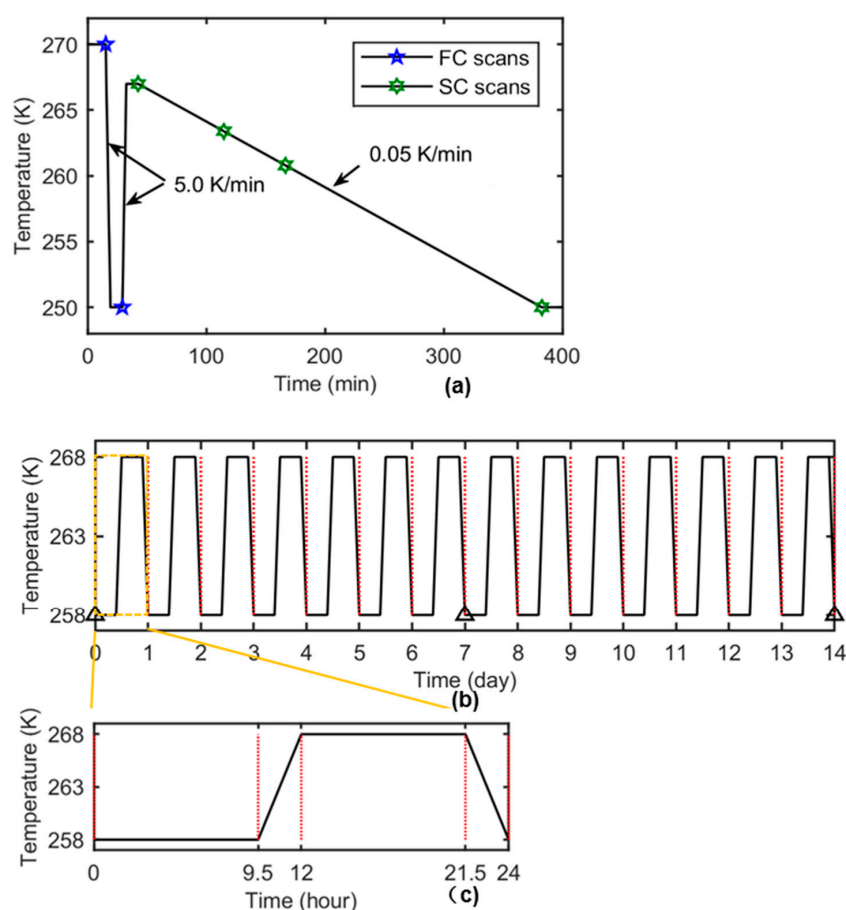 270
265
260
255
250
Temperature (K)
FC scans
SC scans
0.05 K/min
5.0 K/min
0 100 200 300 400
Time (min)
(a)
268
263
258
Temperature (K)
0 1 2 3 4 5 6 7 8 9 10 11 12 13 14
Time (day)
(b)
268
263
258
Temperature (K)
0 9.5 12 21.5 24
Time (hour)
（c)